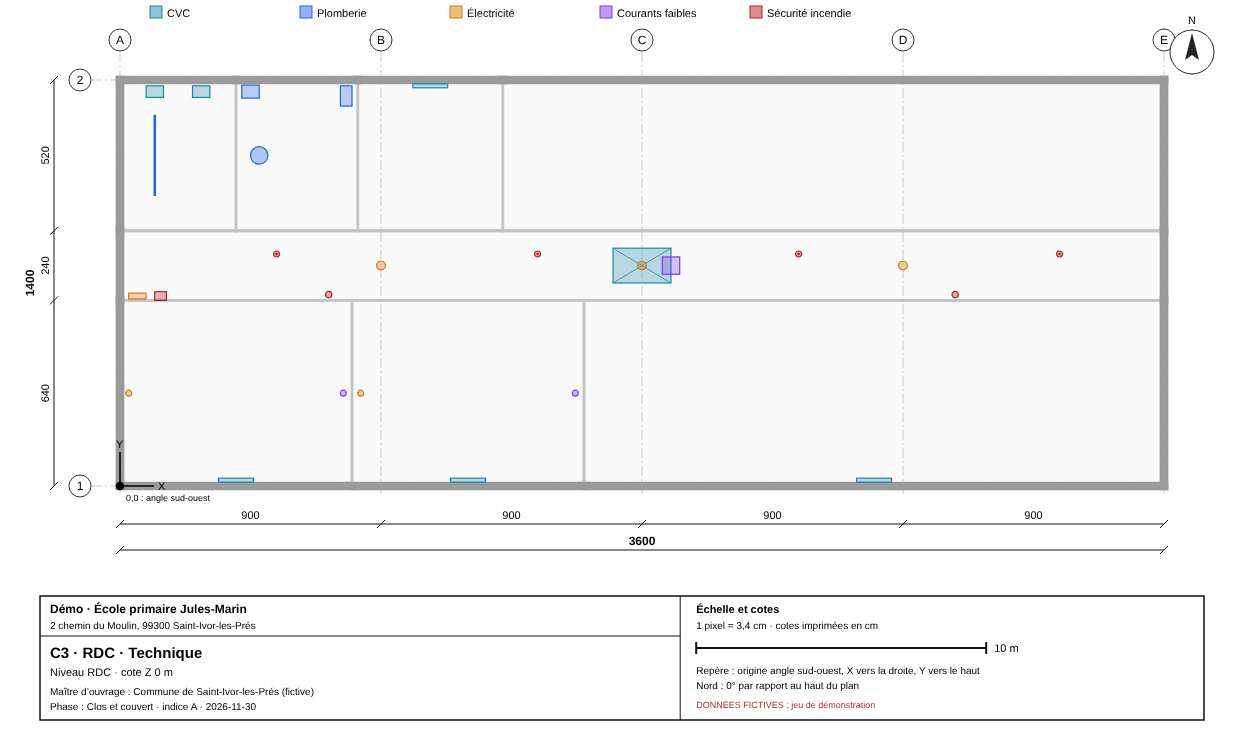 CVC
Plomberie
Électricité
Courants faibles
Sécurité incendie
N
A
B
C
D
E
2
520
240
1400
640
Y
1
X
0,0 : angle sud-ouest
900
900
900
900
3600
Démo · École primaire Jules-Marin
2 chemin du Moulin, 99300 Saint-Ivor-les-Prés
C3 · RDC · Technique
Niveau RDC · cote Z 0 m
Maître d'ouvrage : Commune de Saint-Ivor-les-Prés (fictive)
Phase : Clos et couvert · indice A · 2026-11-30
Échelle et cotes
1 pixel = 3,4 cm · cotes imprimées en cm
10 m
Repère : origine angle sud-ouest, X vers la droite, Y vers le haut
Nord : 0° par rapport au haut du plan
DONNÉES FICTIVES : jeu de démonstration